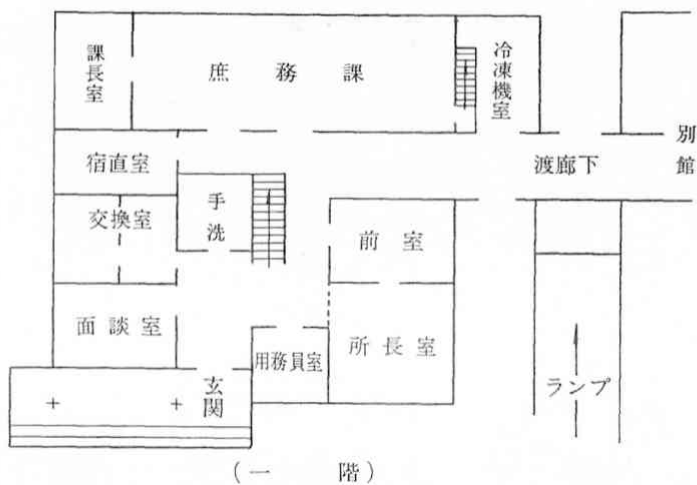 課長室
庶務課
冷凍機室
別館
宿直室
手洗
渡廊下
交換室
前室
面談室
用務員室
所長室
玄関
ランプ
(一階)